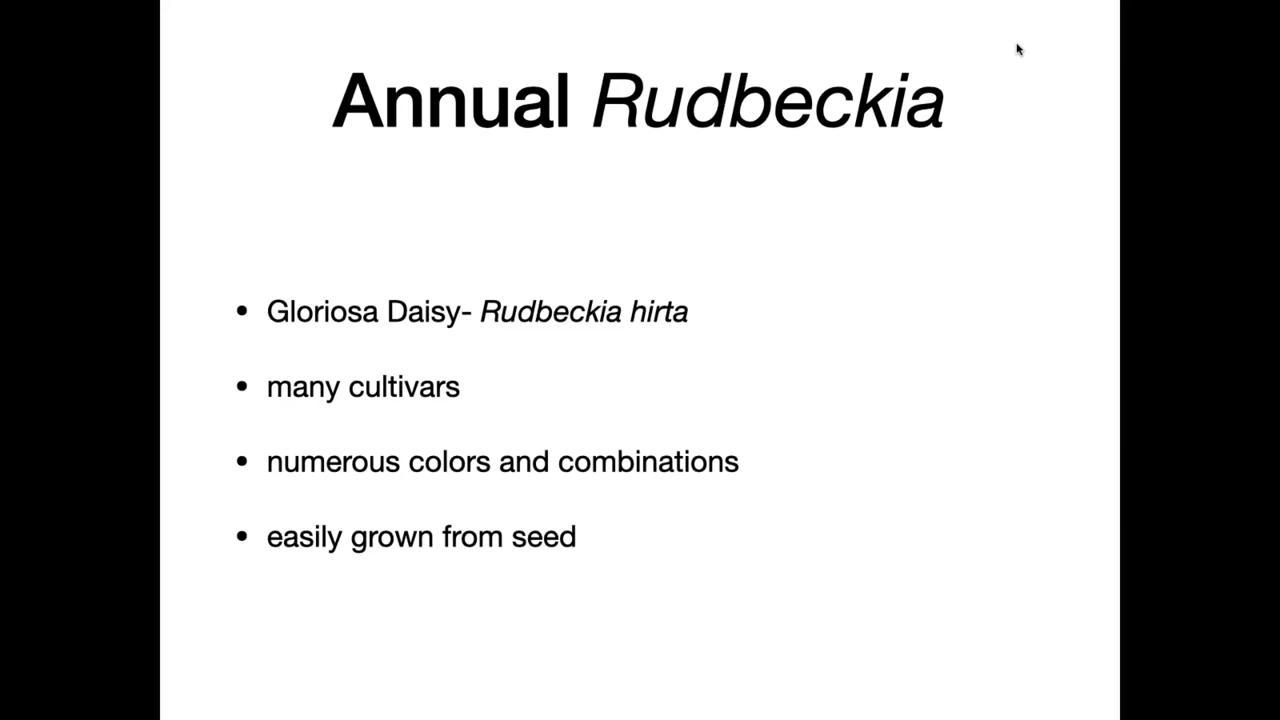 Annual Rudbeckia
• Gloriosa Daisy- Rudbeckia hirta
• many cultivars
• numerous colors and combinations
• easily grown from seed